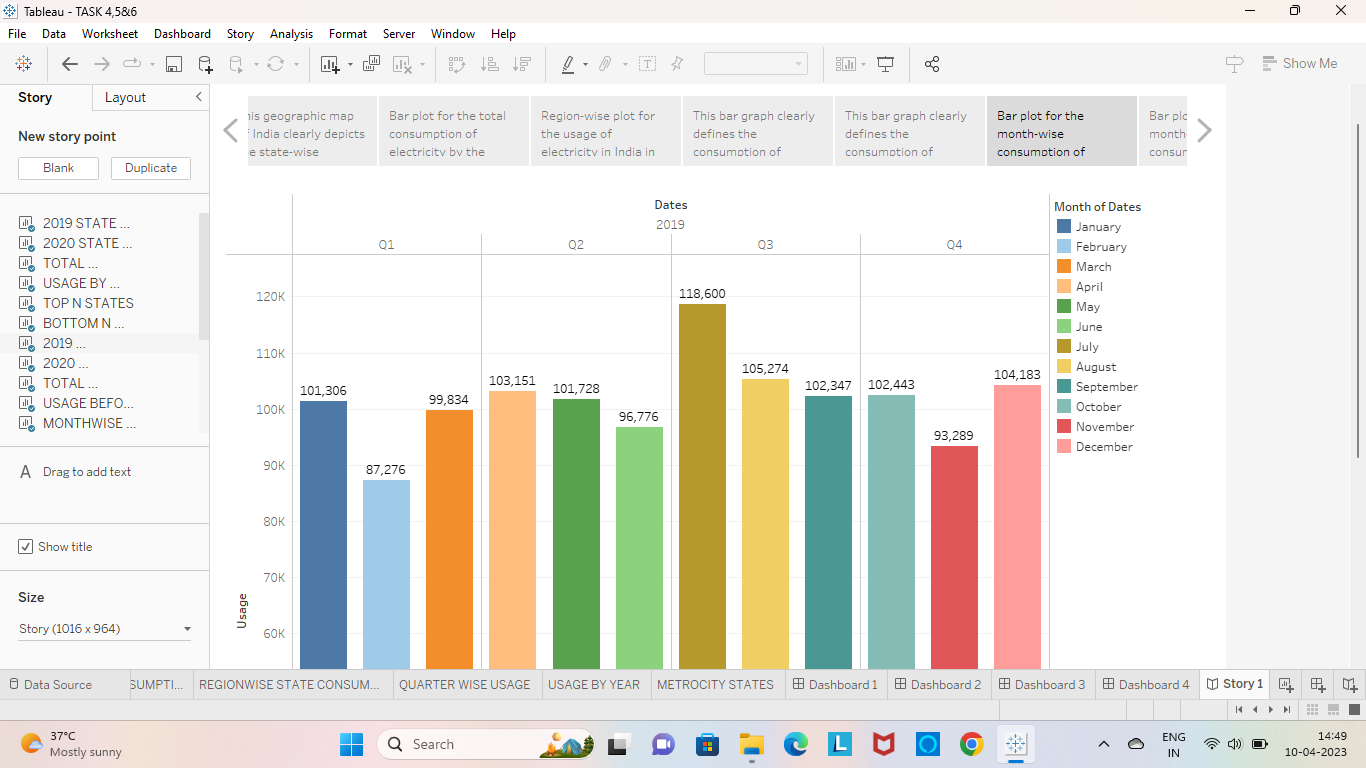 Tableau - TASK 4,5&6
File Data Worksheet Dashboard Story Analysis Format Server Window Help
Show Me
Story Layout
New story point
Blank Duplicate
2019 STATE ...
2020 STATE ...
TOTAL ...
USAGE BY ...
TOP N STATES
BOTTOM N ...
2019 ...
2020 ...
TOTAL ...
USAGE BEFO...
MONTHWISE ...
A Drag to add text
Show title
Size
Story (1016 x 964)
his geographic map
f India clearly depicts
e state-wise
Bar plot for the total
consumption of
electricity by the
Region-wise plot for
the usage of
electricity in India in
This bar graph clearly
defines the
consumption of
This bar graph clearly
defines the
consumption of
Bar plot for the
month-wise
consumption of
Bar plo
month
consur
Dates
2019
Q1 Q2 Q3 Q4
120K
110K
100K
90K
80K
70K
60K
Usage
101,306
87,276
99,834
103,151
101,728
96,776
118,600
105,274
102,347
102,443
93,289
104,183
Month of Dates
January
February
March
April
May
June
July
August
September
October
November
December
Data Source SUMPTI... REGIONWISE STATE CONSUM... QUARTER WISE USAGE USAGE BY YEAR METROCITY STATES Dashboard 1 Dashboard 2 Dashboard 3 Dashboard 4 Story 1
37°C
Mostly sunny
Search
ENG
IN
14:49
10-04-2023